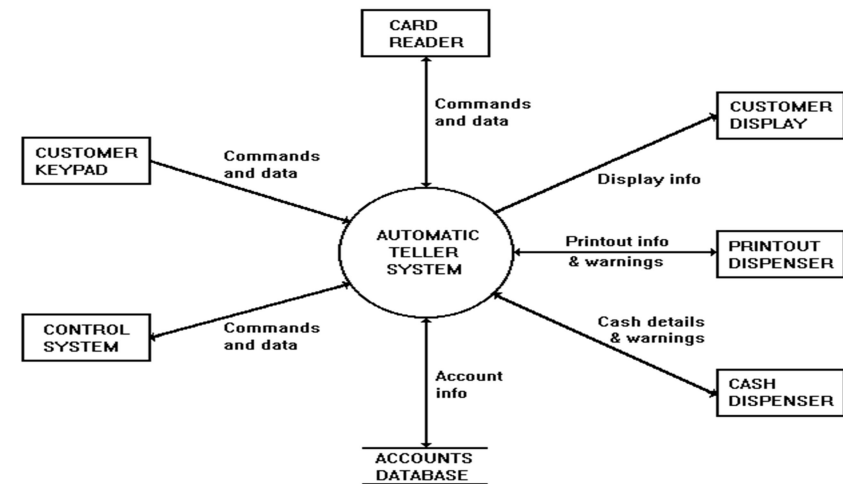 CARD
READER
Commands
and data
CUSTOMER
DISPLAY
CUSTOMER
KEYPAD
Commands
and data
Display info
AUTOMATIC
TELLER
SYSTEM
Printout info
& warnings
PRINTOUT
DISPENSER
CONTROL
SYSTEM
Commands
and data
Cash details
& warnings
Account
info
CASH
DISPENSER
ACCOUNTS
DATABASE